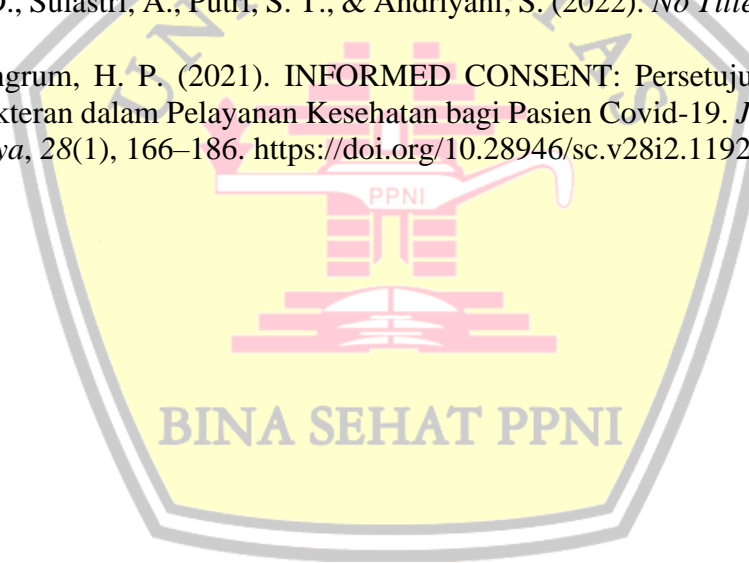 ., Sulastri, A., Putri, S. T., & Andriyani, S. (2022). No Title
ngrum, H. P. (2021). INFORMED CONSENT: Persetuju
kteran dalam Pelayanan Kesehatan bagi Pasien Covid-19. J
ya, 28(1), 166–186. https://doi.org/10.28946/sc.v28i2.1192
PPNI
BINA SEHAT PPNI